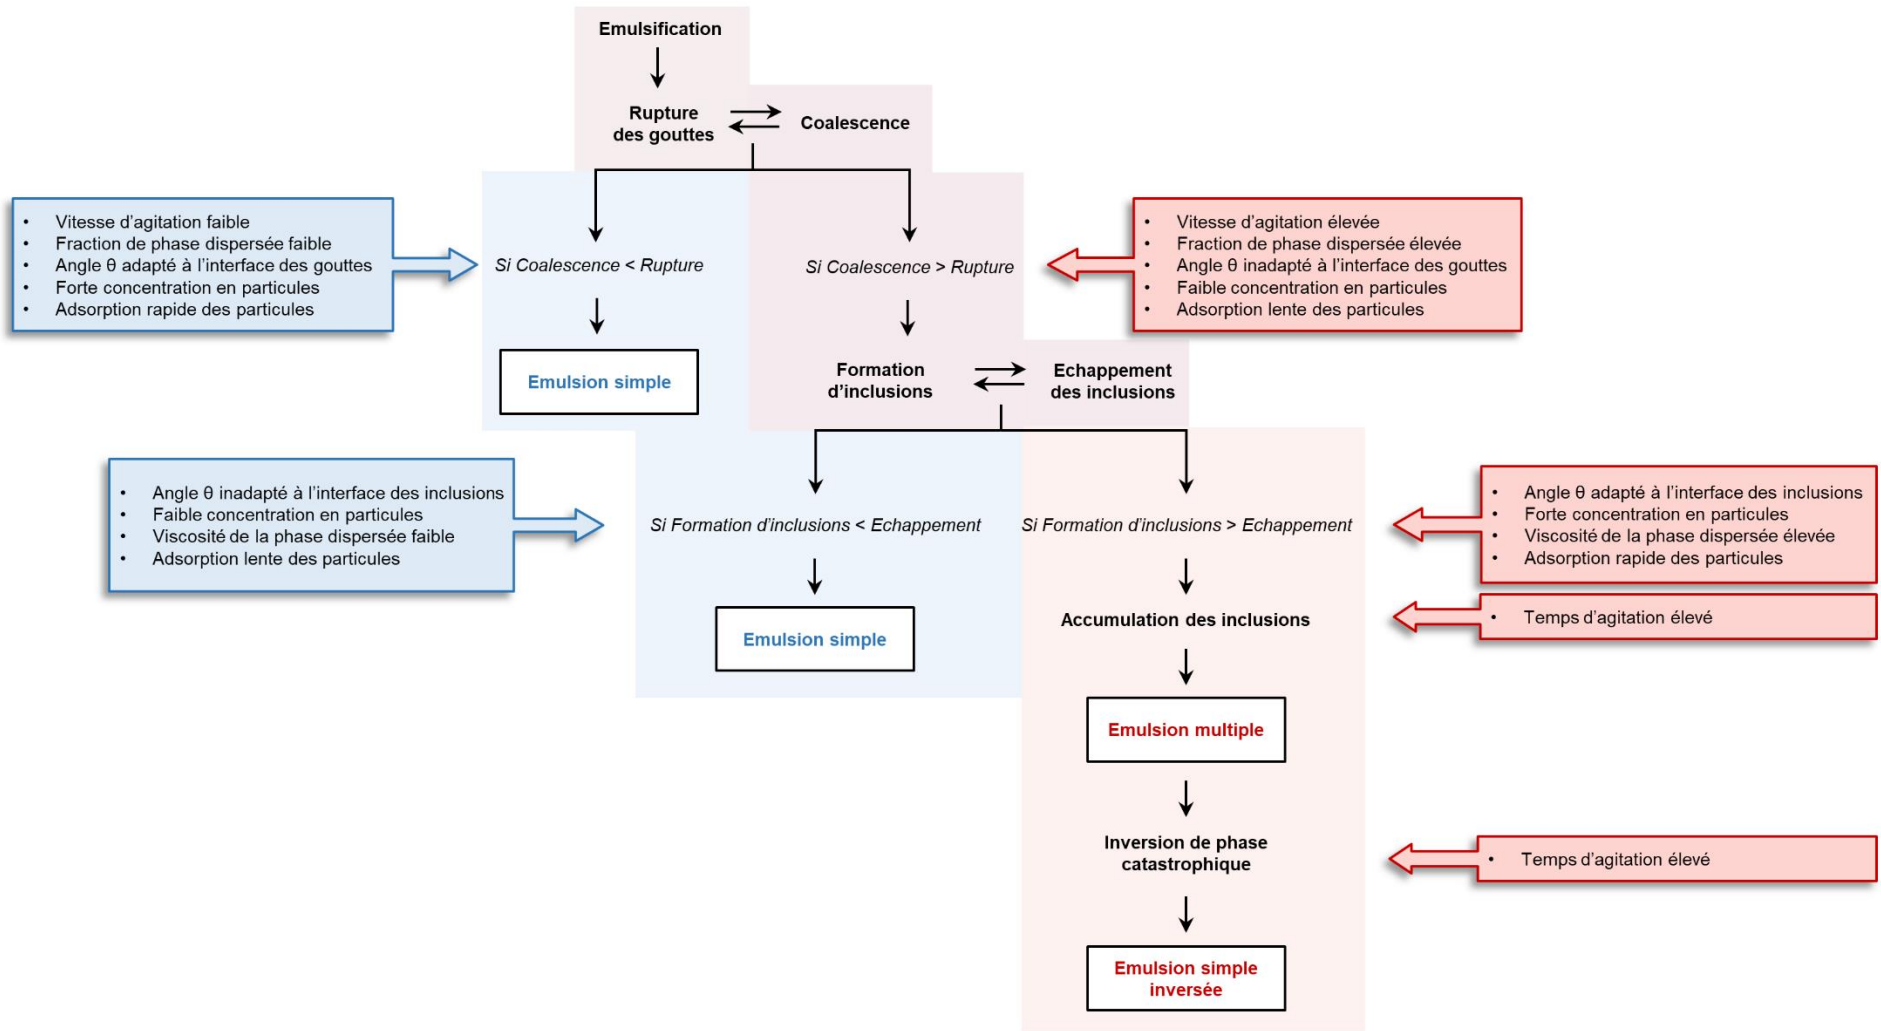 Emulsification
Rupture
des gouttes
Coalescence
• Vitesse d'agitation faible
• Fraction de phase dispersée faible
• Angle θ adapté à l'interface des gouttes
• Forte concentration en particules
• Adsorption rapide des particules
Si Coalescence < Rupture
Si Coalescence > Rupture
• Vitesse d'agitation élevée
• Fraction de phase dispersée élevée
• Angle θ inadapté à l'interface des gouttes
• Faible concentration en particules
• Adsorption lente des particules
Emulsion simple
Formation
d'inclusions
Echappement
des inclusions
• Angle θ inadapté à l'interface des inclusions
• Faible concentration en particules
• Viscosité de la phase dispersée faible
• Adsorption lente des particules
Si Formation d'inclusions < Echappement
Si Formation d'inclusions > Echappement
• Angle θ adapté à l'interface des inclusions
• Forte concentration en particules
• Viscosité de la phase dispersée élevée
• Adsorption rapide des particules
Emulsion simple
Accumulation des inclusions
• Temps d'agitation élevé
Emulsion multiple
Inversion de phase
catastrophique
• Temps d'agitation élevé
Emulsion simple
inversée